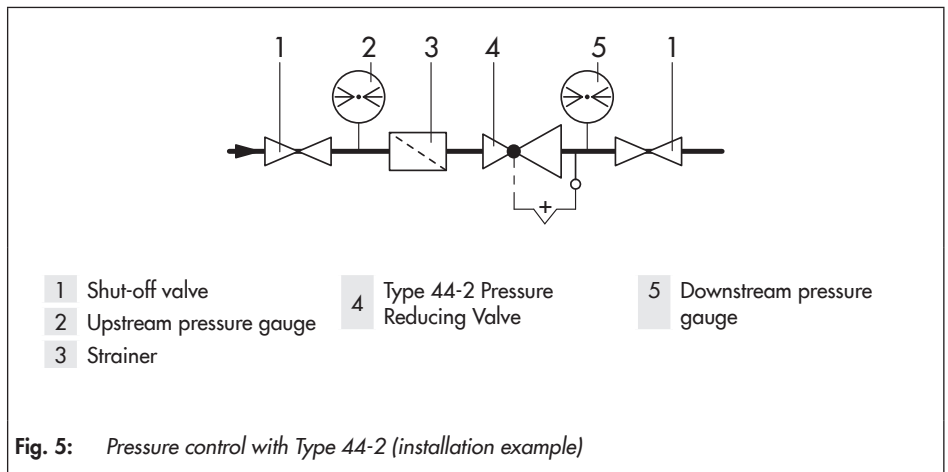 1 2 3 4 5 1
+
1 Shut-off valve
2 Upstream pressure gauge
3 Strainer
4 Type 44-2 Pressure
Reducing Valve
5 Downstream pressure
gauge
Fig. 5: Pressure control with Type 44-2 (installation example)